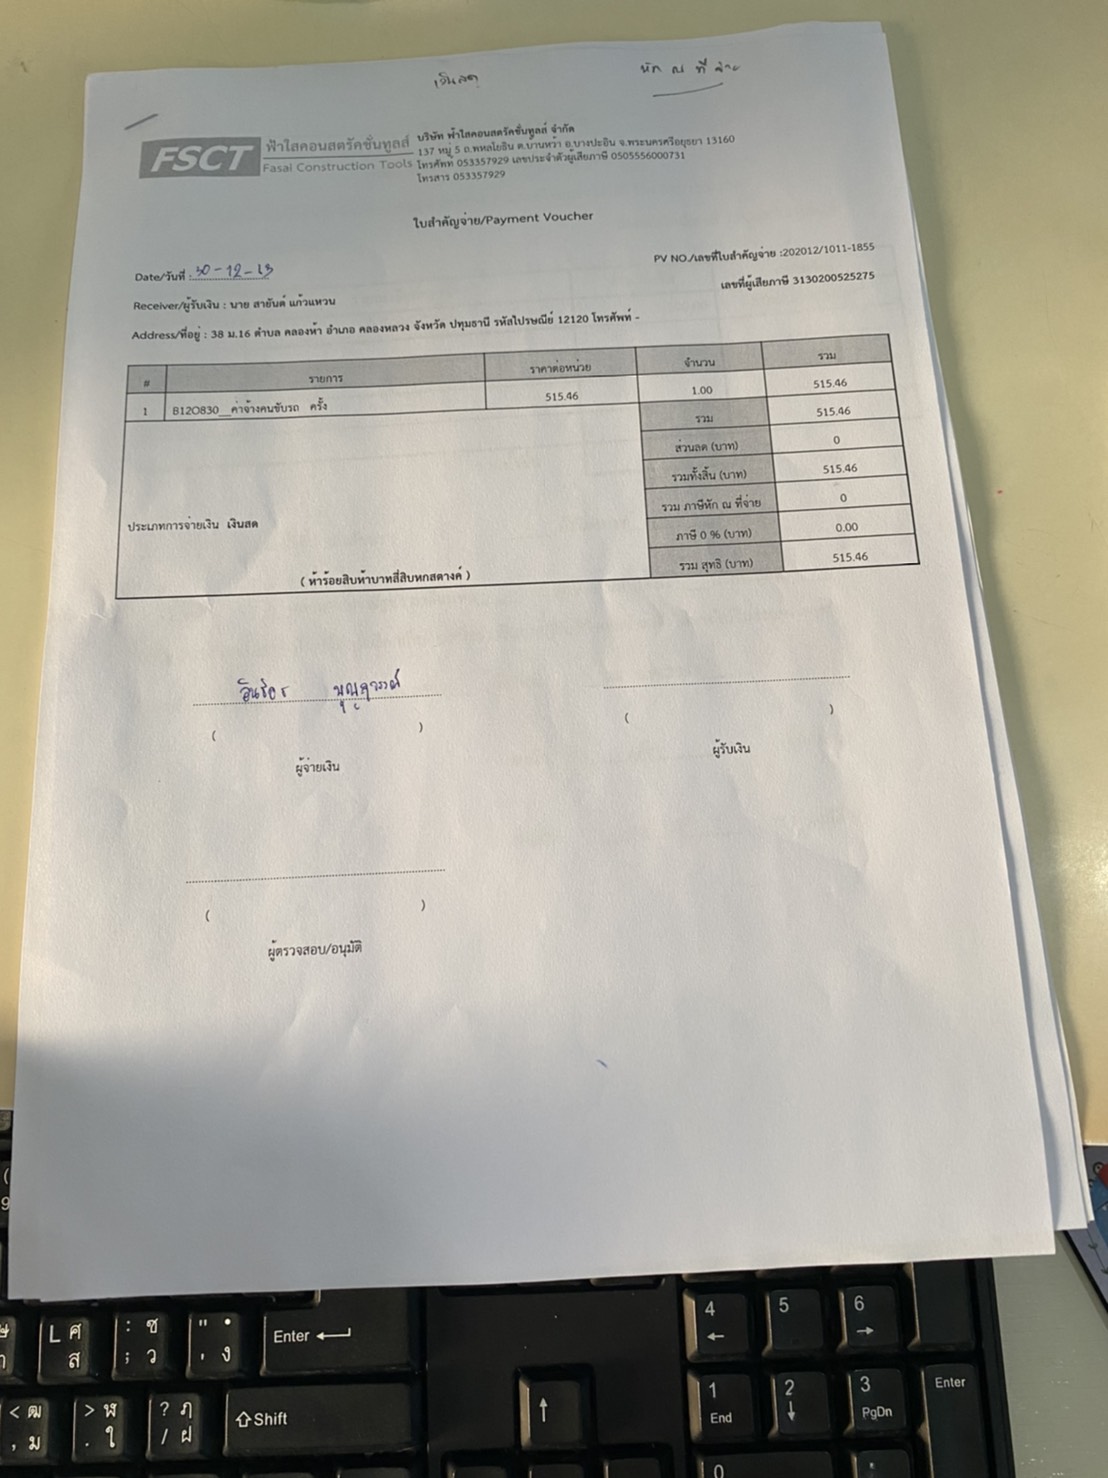 เงินสด
หัก ณ ที่ จ่าย
FSCT ฟ้าใสคอนสตรัคชั่นทูลส์
Fasai Construction Tools
บริษัท ฟ้าใสคอนสตรัคชั่นทูลส์ จำกัด
137 หมู่ 5 ถ.พหลโยธิน ต.บ้านหว้า อ.บางปะอิน จ.พระนครศรีอยุธยา 13160
โทรศัพท์ 053357929 เลขประจำตัวผู้เสียภาษี 0505556000731
โทรสาร 053357929
ใบสำคัญจ่าย/Payment Voucher
PV NO./เลขที่ใบสำคัญจ่าย :202012/1011-1855
Date/วันที่ : 30-12-63
เลขที่ผู้เสียภาษี 3130200525275
Receiver/ผู้รับเงิน : นาย สายันต์ แก้วแหวน
Address/ที่อยู่ : 38 ม.16 ตำบล คลองห้า อำเภอ คลองหลวง จังหวัด ปทุมธานี รหัสไปรษณีย์ 12120 โทรศัพท์ -
# รายการ ราคาต่อหน่วย จำนวน รวม
1 B12O830__ค่าจ้างคนขับรถ ครั้ง 515.46 1.00 515.46
รวม 515.46
ส่วนลด (บาท) 0
รวมทั้งสิ้น (บาท) 515.46
รวม ภาษีหัก ณ ที่จ่าย 0
ประเภทการจ่ายเงิน เงินสด
ภาษี 0 % (บาท) 0.00
( ห้าร้อยสิบห้าบาทสี่สิบหกสตางค์ )
รวม สุทธิ (บาท) 515.46
( )
ผู้จ่ายเงิน
( )
ผู้รับเงิน
( )
ผู้ตรวจสอบ/อนุมัติ
( 9
L ศ ส
: ซ ; ว
" . ' ง
Enter
4 5 6
< ฒ , ม
> ฬ . ใ
? ฦ / ฝ
Shift
1 End
2
3 PgDn
Enter
0
.